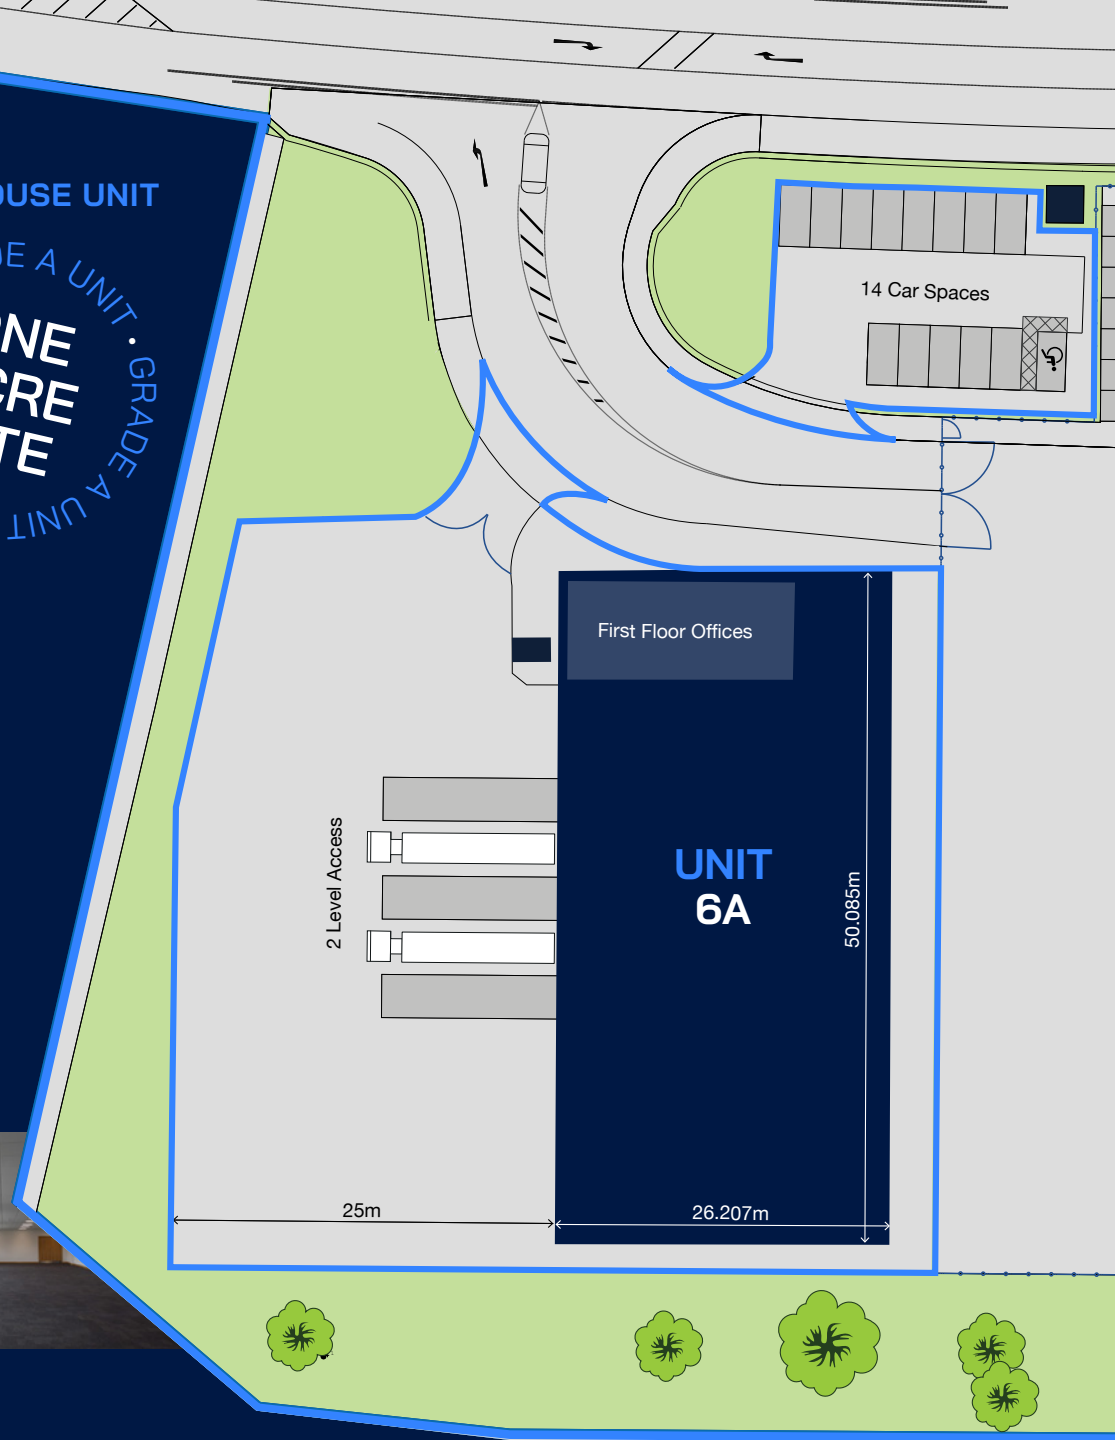 OUSE UNIT
E A UNIT • GRADE A UNIT
NE
CRE
TE
14 Car Spaces
First Floor Offices
2 Level Access
UNIT
6A
50.085m
25m
26.207m